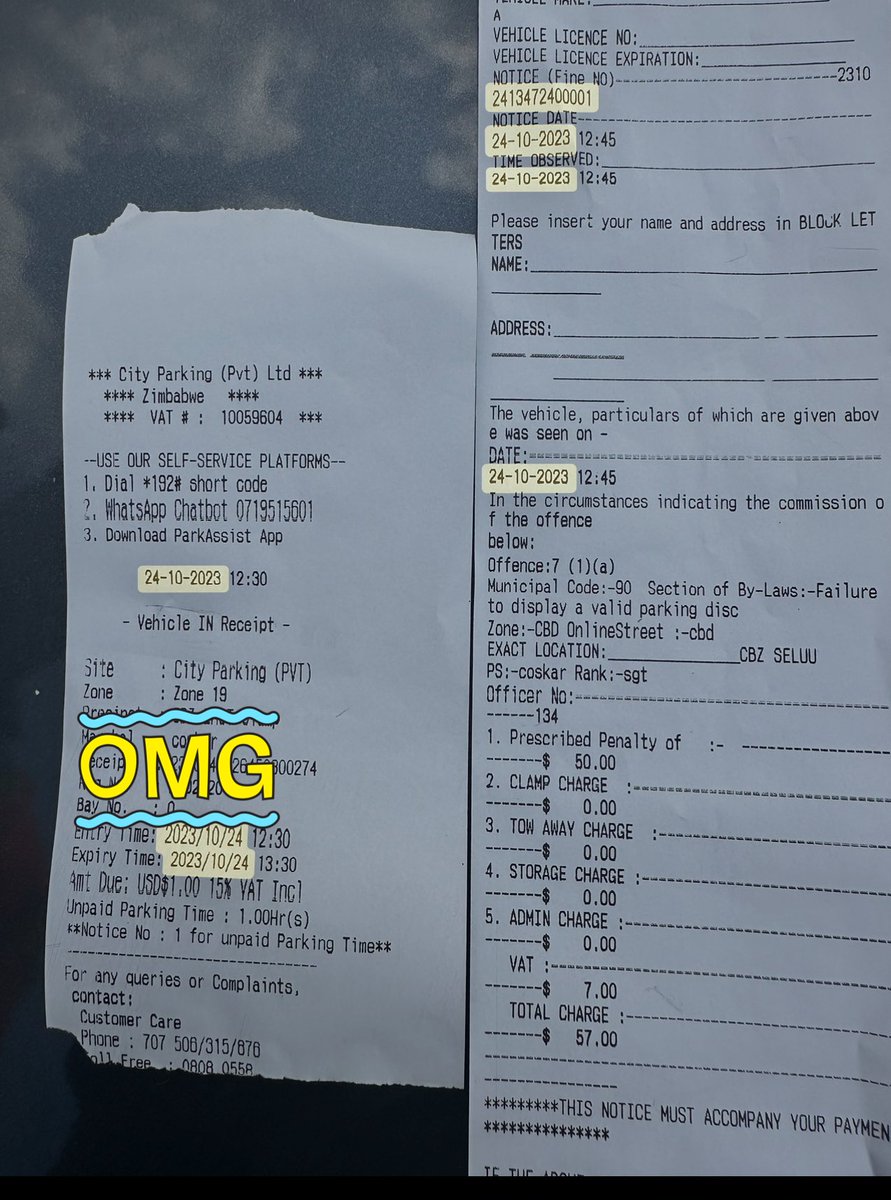 *** City Parking (Pvt) Ltd ***
**** Zimbabwe ****
**** VAT # : 10059604 ***
--USE OUR SELF-SERVICE PLATFORMS--
1. Dial *192# short code
2. WhatsApp Chatbot 0719515601
3. Download ParkAssist App
24-10-2023 12:30
- Vehicle IN Receipt -
Site : City Parking (PVT)
Zone : Zone 19
OMG
Bay No. : 0
Entry Time: 2023/10/24 12:30
Expiry Time: 2023/10/24 13:30
Amt Due: USD$1.00 15% VAT Incl
Unpaid Parking Time : 1.00Hr(s)
**Notice No : 1 for unpaid Parking Time**
For any queries or Complaints,
contact:
Customer Care
Phone : 707 506/315/676
Toll Free : 0808 0558
A
VEHICLE LICENCE NO:
VEHICLE LICENCE EXPIRATION:
NOTICE (Fine NO)------2310
2413472400001
NOTICE DATE------
24-10-2023 12:45
TIME OBSERVED:
24-10-2023 12:45
Please insert your name and address in BLOCK LET
TERS
NAME:
ADDRESS:
The vehicle, particulars of which are given abov
e was seen on -
DATE:------
24-10-2023 12:45
In the circumstances indicating the commission o
f the offence
below:
Offence:7 (1)(a)
Municipal Code:-90 Section of By-Laws:-Failure
to display a valid parking disc
Zone:-CBD OnlineStreet :-cbd
EXACT LOCATION:______CBZ SELUU
PS:-coskar Rank:-sgt
Officer No:------
------134
1. Prescribed Penalty of :- ------
------$ 50.00
2. CLAMP CHARGE :------
------$ 0.00
3. TOW AWAY CHARGE :------
------$ 0.00
4. STORAGE CHARGE :------
------$ 0.00
5. ADMIN CHARGE :------
------$ 0.00
VAT :------
------$ 7.00
TOTAL CHARGE :------
------$ 57.00
*********THIS NOTICE MUST ACCOMPANY YOUR PAYMEN
***************